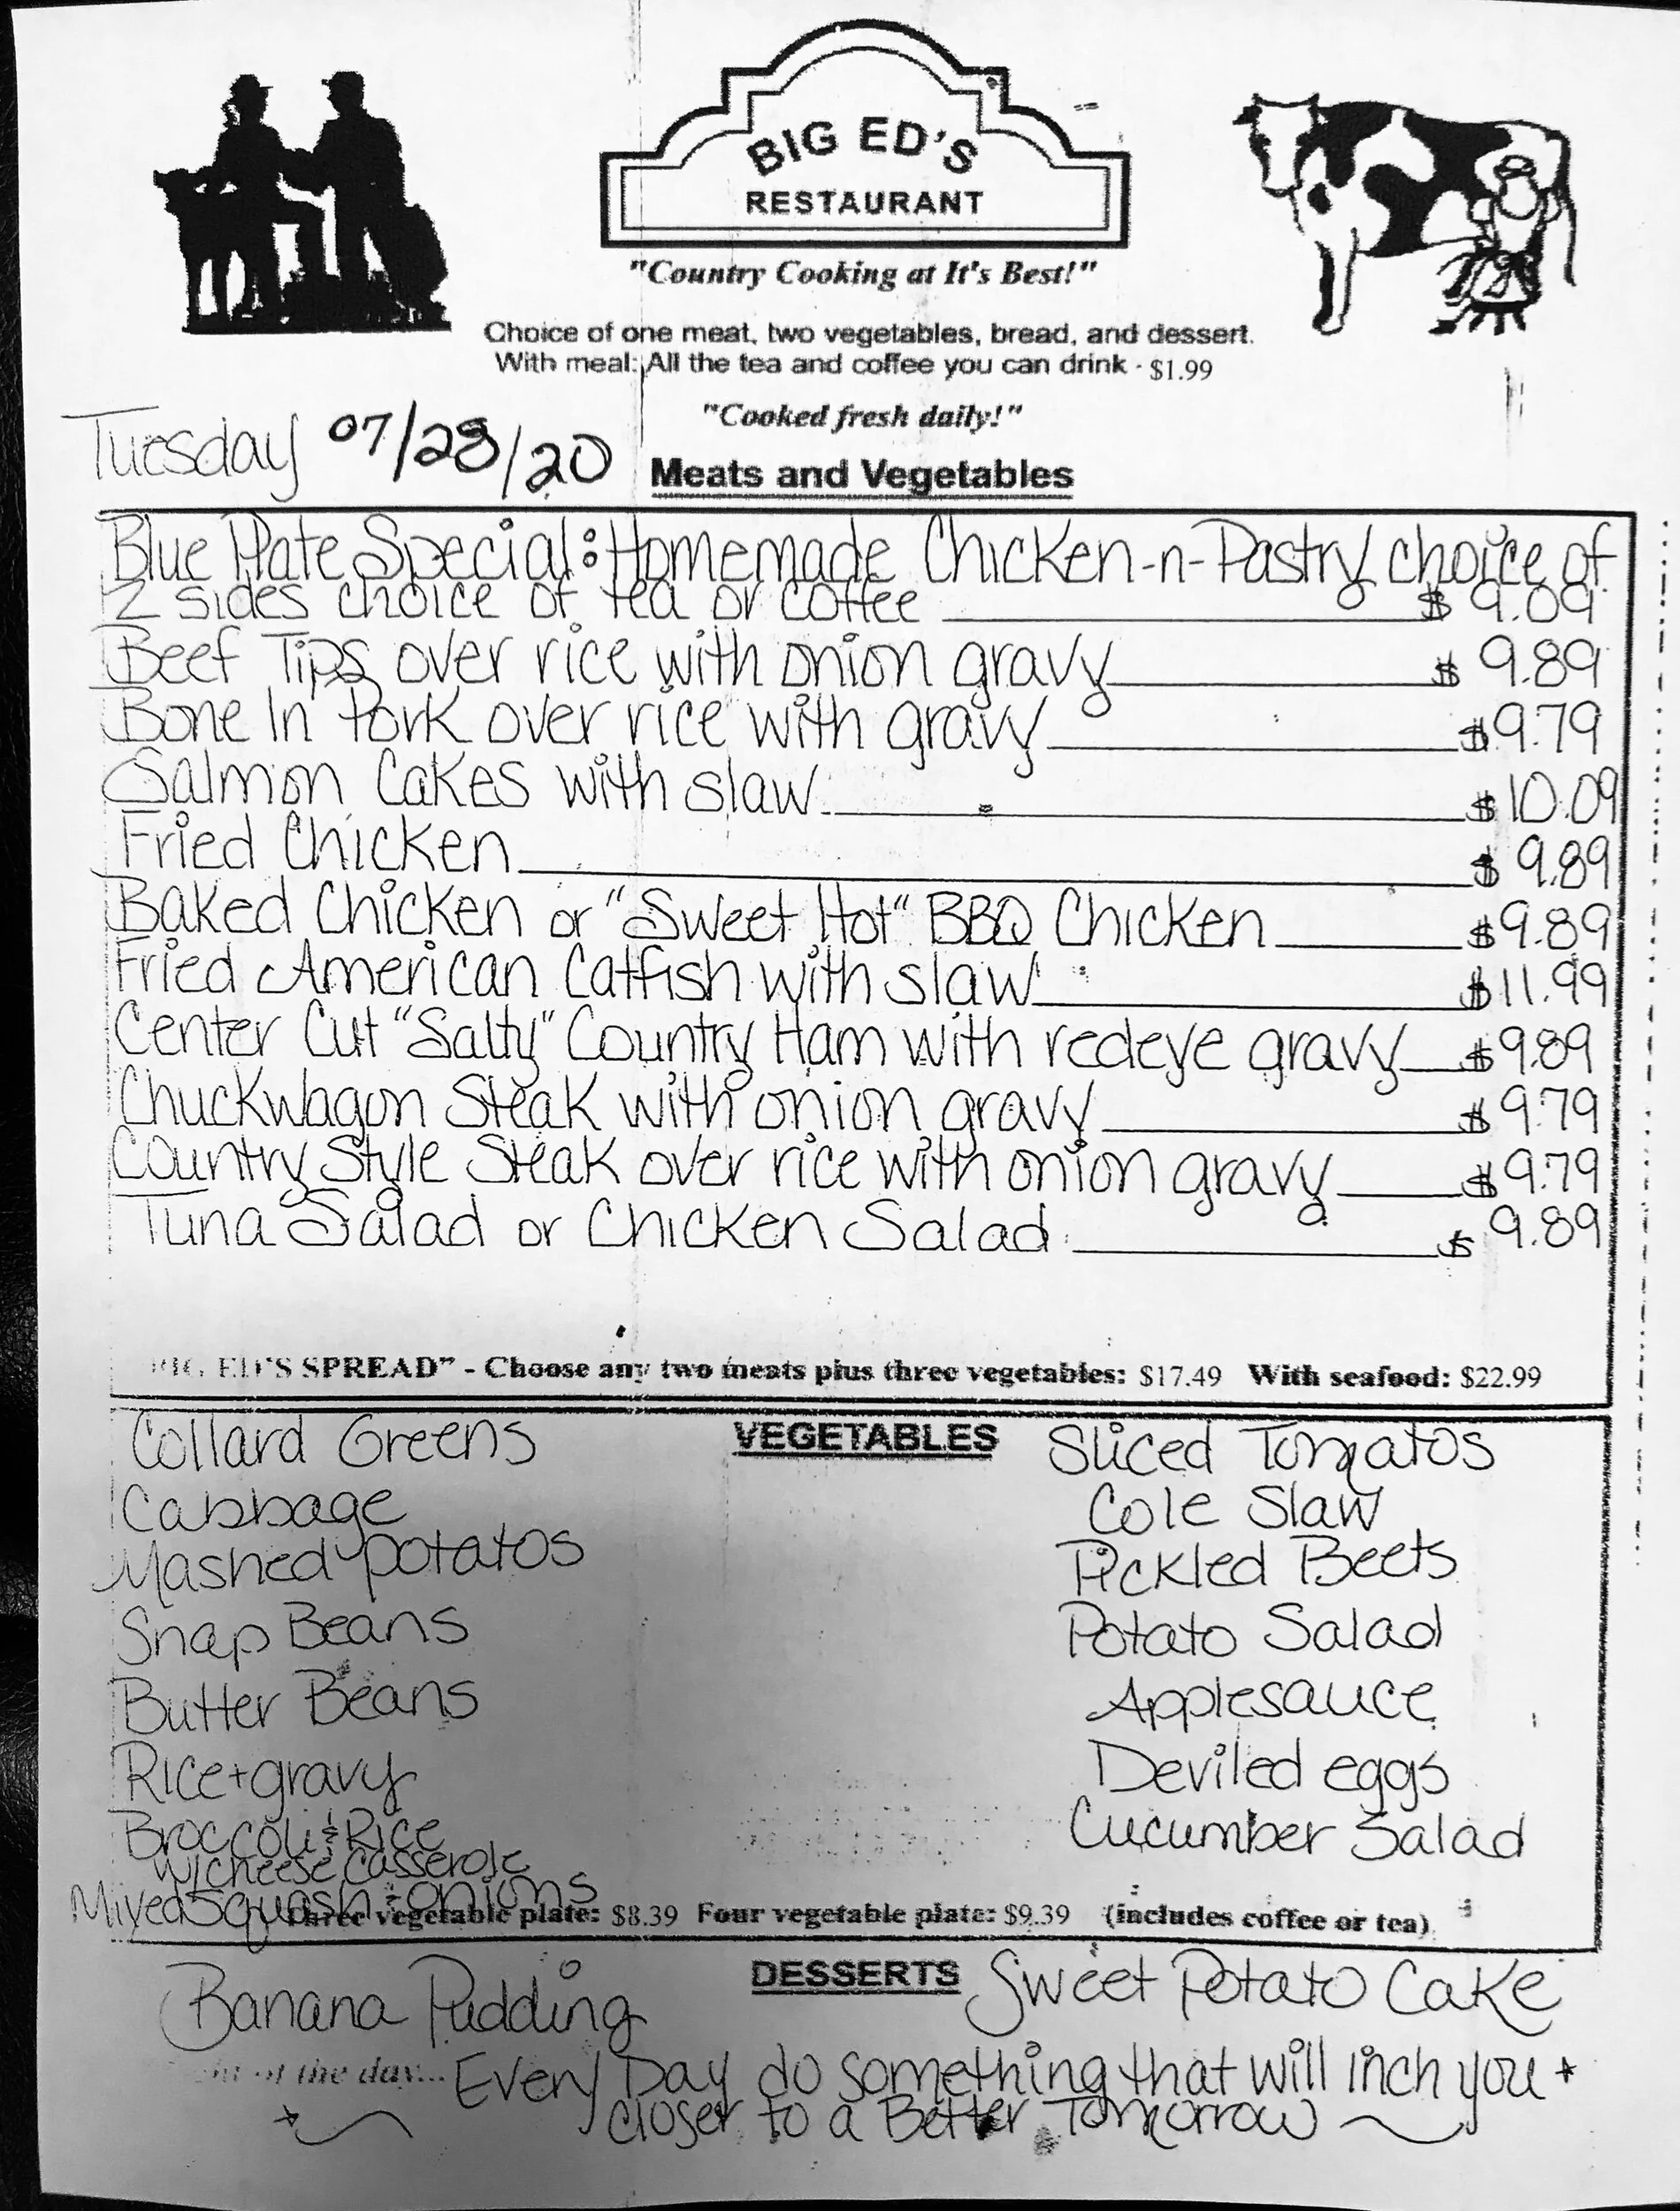 BIG ED'S
RESTAURANT
"Country Cooking at It's Best!"
Choice of one meat, two vegetables, bread, and dessert.
With meal: All the tea and coffee you can drink - $1.99
"Cooked fresh daily!"
Tuesday 07/28/20
Meats and Vegetables
Blue Plate Special: Homemade Chicken-n-Pastry choice of
2 sides choice of tea or coffee $ 9.09
Beef Tips over rice with onion gravy $ 9.89
Bone In Pork over rice with gravy $9.79
Salmon Cakes with slaw $10.09
Fried Chicken $ 9.89
Baked Chicken or "Sweet Hot" BBQ Chicken $9.89
Fried American Catfish with slaw $11.99
Center Cut "Salty" Country Ham with redeye gravy $9.89
Chuckwagon Steak with onion gravy $ 9.79
Country Style Steak over rice with onion gravy $9.79
Tuna Salad or Chicken Salad $ 9.89
BIG ED'S SPREAD" - Choose any two meats plus three vegetables: $17.49 With seafood: $22.99
VEGETABLES
Collard Greens
Cabbage
Mashed potatos
Snap Beans
Butter Beans
Rice + gravy
Broccoli & Rice
w/cheese casserole
Mixed Squash & onions
Sliced Tomatos
Cole Slaw
Pickled Beets
Potato Salad
Applesauce
Deviled eggs
Cucumber Salad
Three vegetable plate: $8.39 Four vegetable plate: $9.39 (includes coffee or tea)
DESSERTS
Banana Pudding
Sweet Potato Cake
of the day... Every Day do something that will inch you
closer to a Better Tomorrow